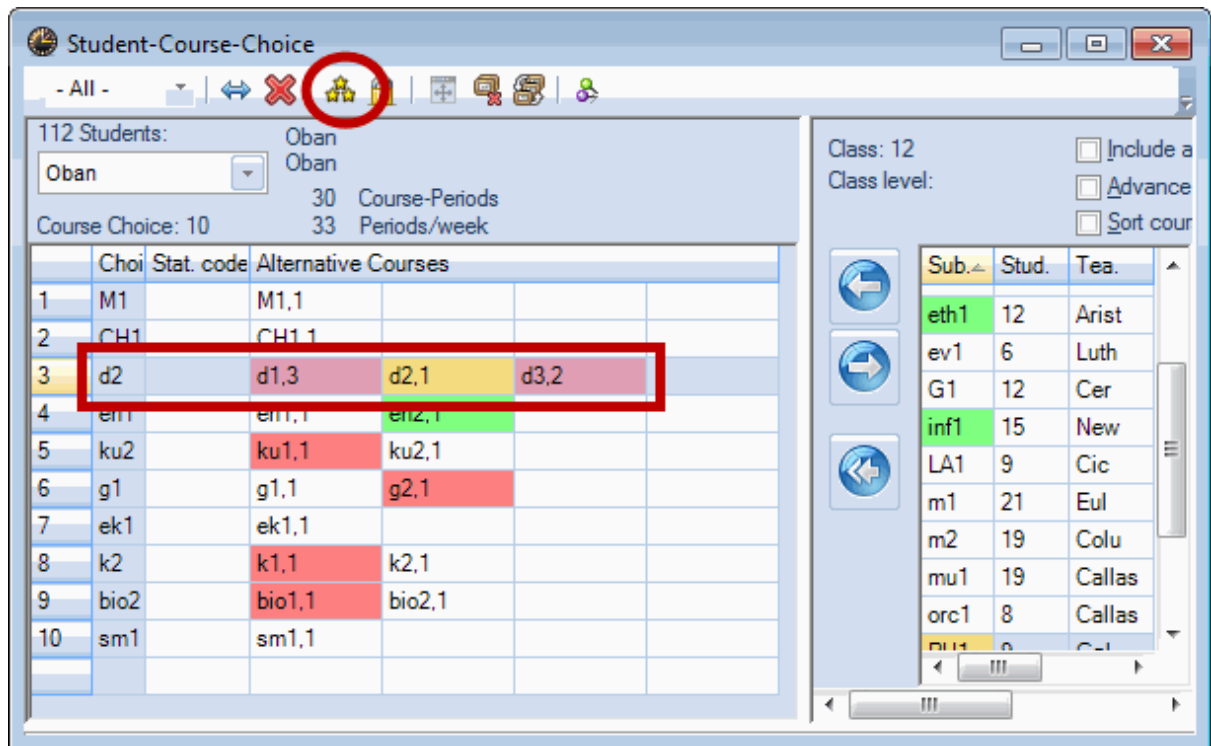 Student-Course-Choice
- All -
112 Students:
Oban
Oban
Oban
30 Course-Periods
Course Choice: 10
33 Periods/week
Choi Stat. code Alternative Courses
1 M1 M1,1
2 CH1 CH1,1
3 d2 d1,3 d2,1 d3,2
4 en1 en1,1 en2,1
5 ku2 ku1,1 ku2,1
6 g1 g1,1 g2,1
7 ek1 ek1,1
8 k2 k1,1 k2,1
9 bio2 bio1,1 bio2,1
10 sm1 sm1,1
Class: 12
Class level:
Include a
Advance
Sort cour
Sub. Stud. Tea.
eth1 12 Arist
ev1 6 Luth
G1 12 Cer
inf1 15 New
LA1 9 Cic
m1 21 Eul
m2 19 Colu
mu1 19 Callas
orc1 8 Callas